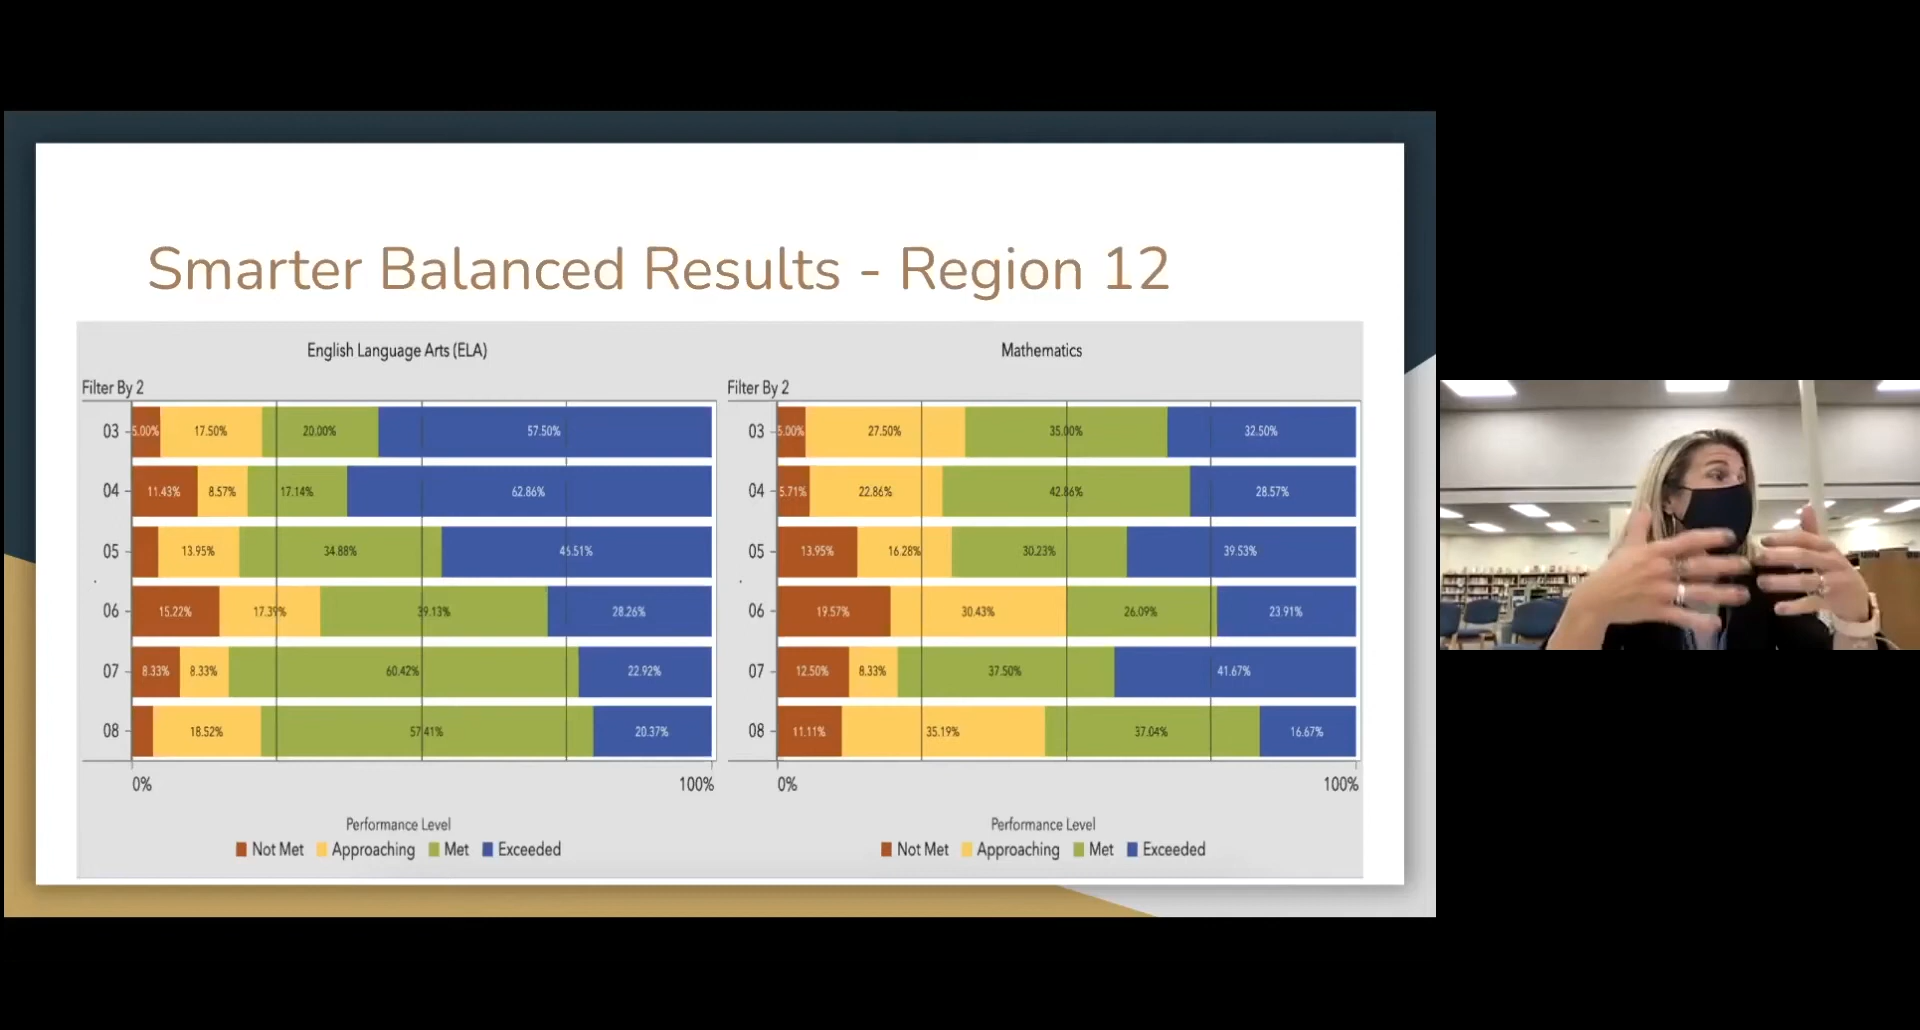 Smarter Balanced Results - Region 12
English Language Arts (ELA)
Filter By 2
03 5.00% 17.50% 20.00% 57.50%
04 11.43% 8.57% 17.14% 62.86%
05 13.95% 34.88% 46.51%
06 15.22% 17.39% 39.13% 28.26%
07 8.33% 8.33% 60.42% 22.92%
08 18.52% 57.41% 20.37%
0% 100%
Performance Level
Not Met Approaching Met Exceeded
Mathematics
Filter By 2
03 5.00% 27.50% 35.00% 32.50%
04 5.71% 22.86% 42.86% 28.57%
05 13.95% 16.28% 30.23% 39.53%
06 19.57% 30.43% 26.09% 23.91%
07 12.50% 8.33% 37.50% 41.67%
08 11.11% 35.19% 37.04% 16.67%
0% 100%
Performance Level
Not Met Approaching Met Exceeded